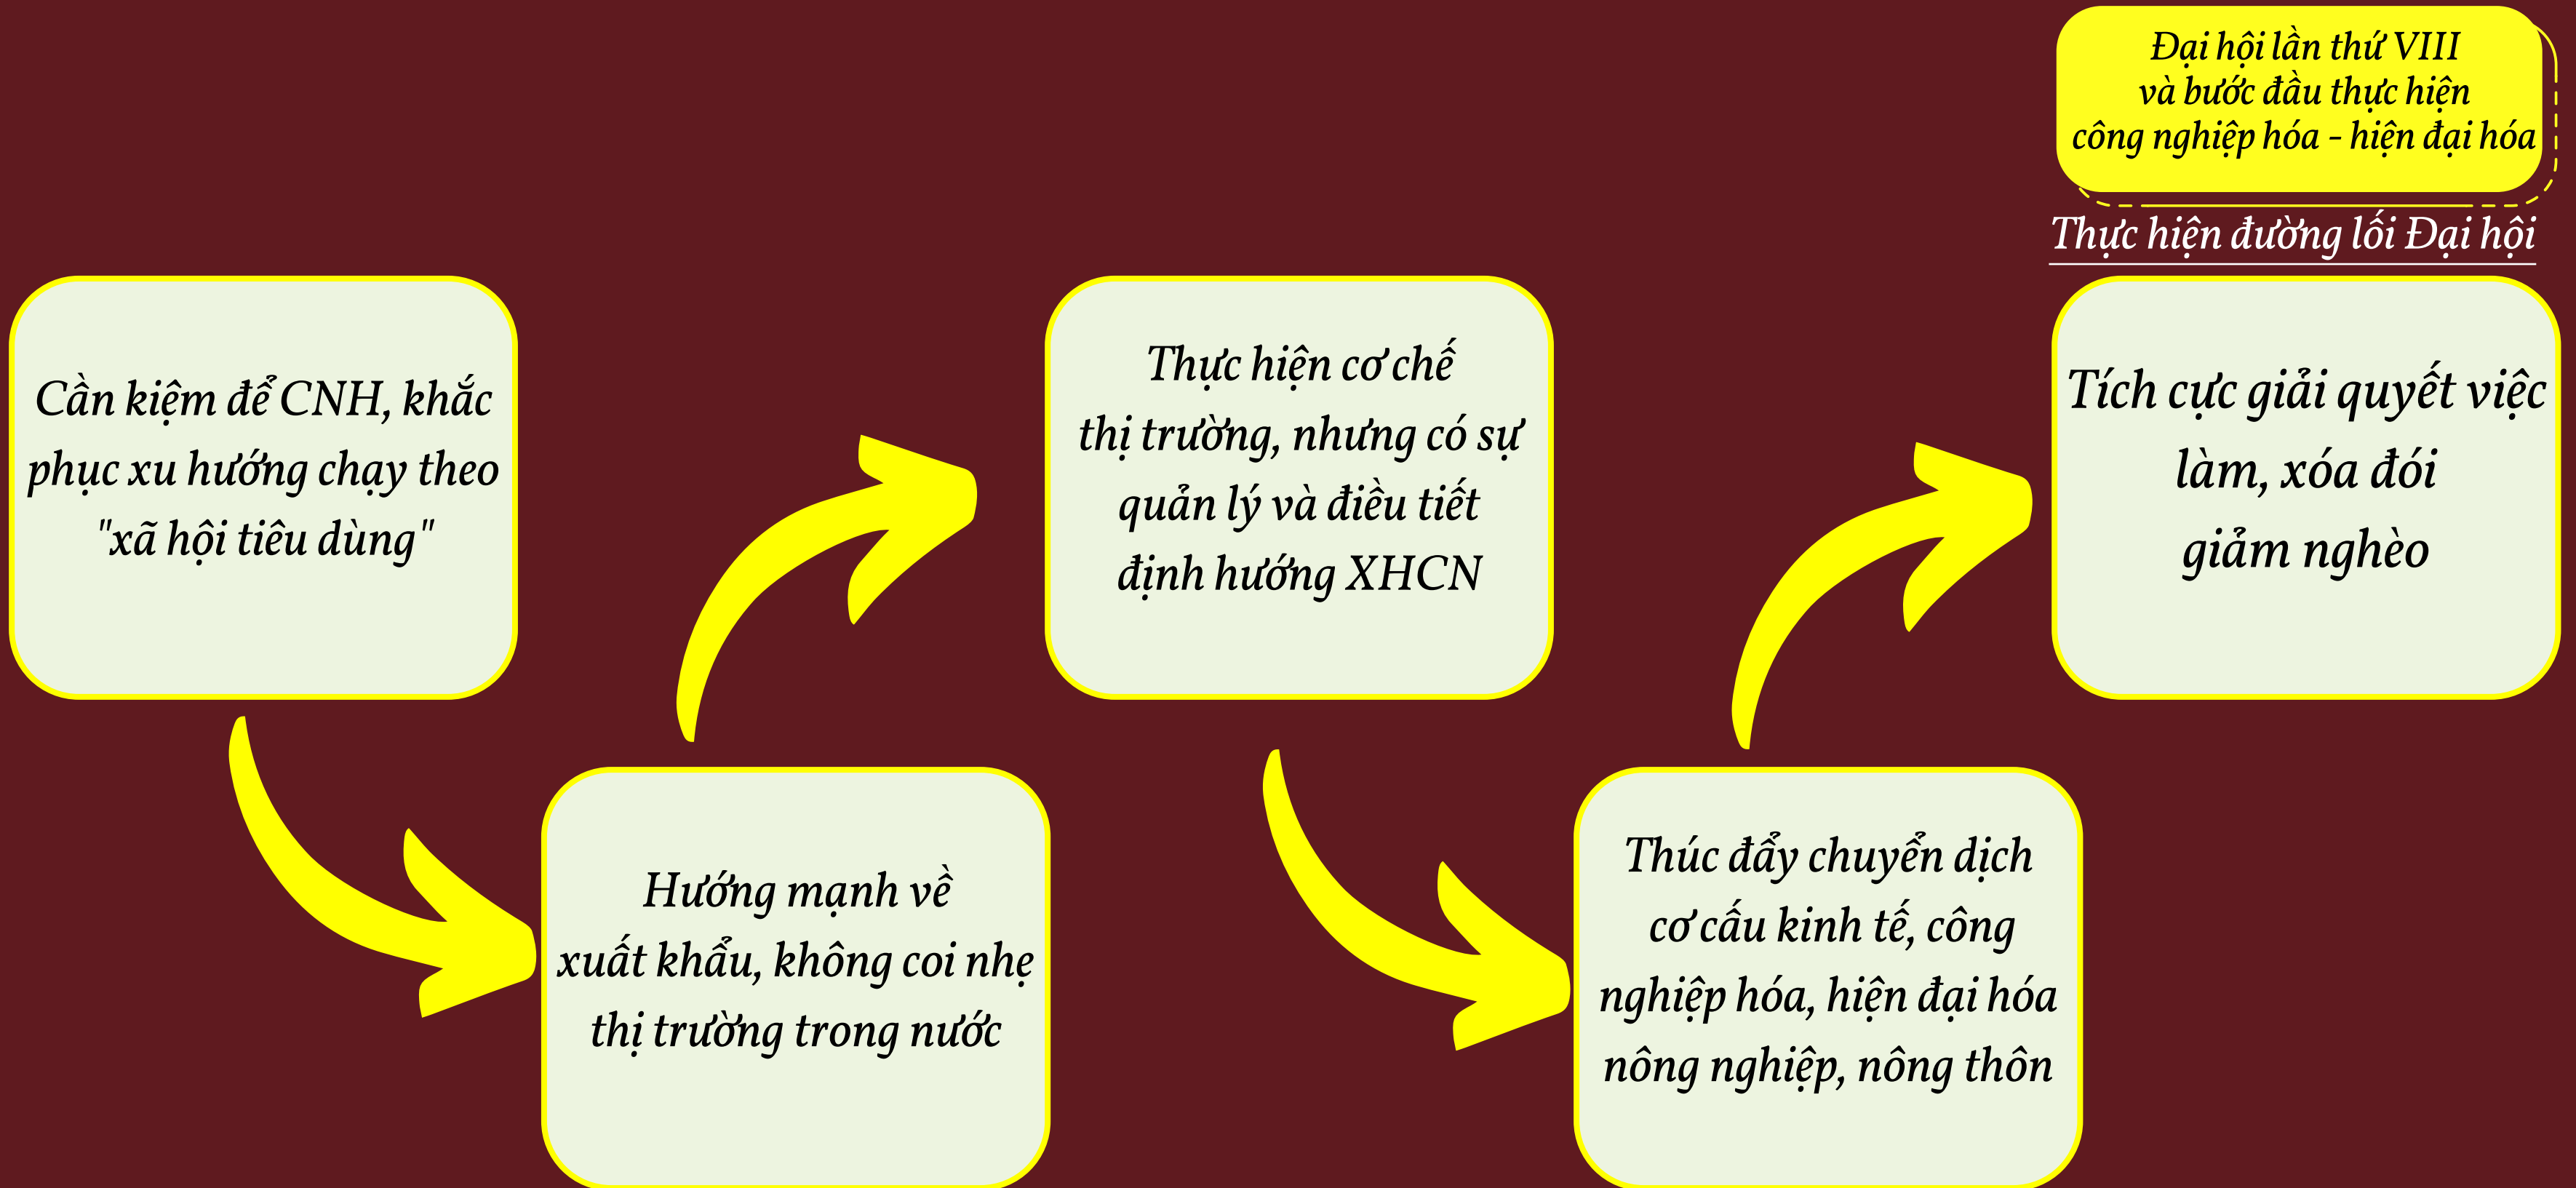 Đại hội lần thứ VIII
và bước đầu thực hiện
công nghiệp hóa - hiện đại hóa
Thực hiện đường lối Đại hội
Cần kiệm để CNH, khắc
phục xu hướng chạy theo
"xã hội tiêu dùng"
Hướng mạnh về
xuất khẩu, không coi nhẹ
thị trường trong nước
Thực hiện cơ chế
thị trường, nhưng có sự
quản lý và điều tiết
định hướng XHCN
Thúc đẩy chuyển dịch
cơ cấu kinh tế, công
nghiệp hóa, hiện đại hóa
nông nghiệp, nông thôn
Tích cực giải quyết việc
làm, xóa đói
giảm nghèo